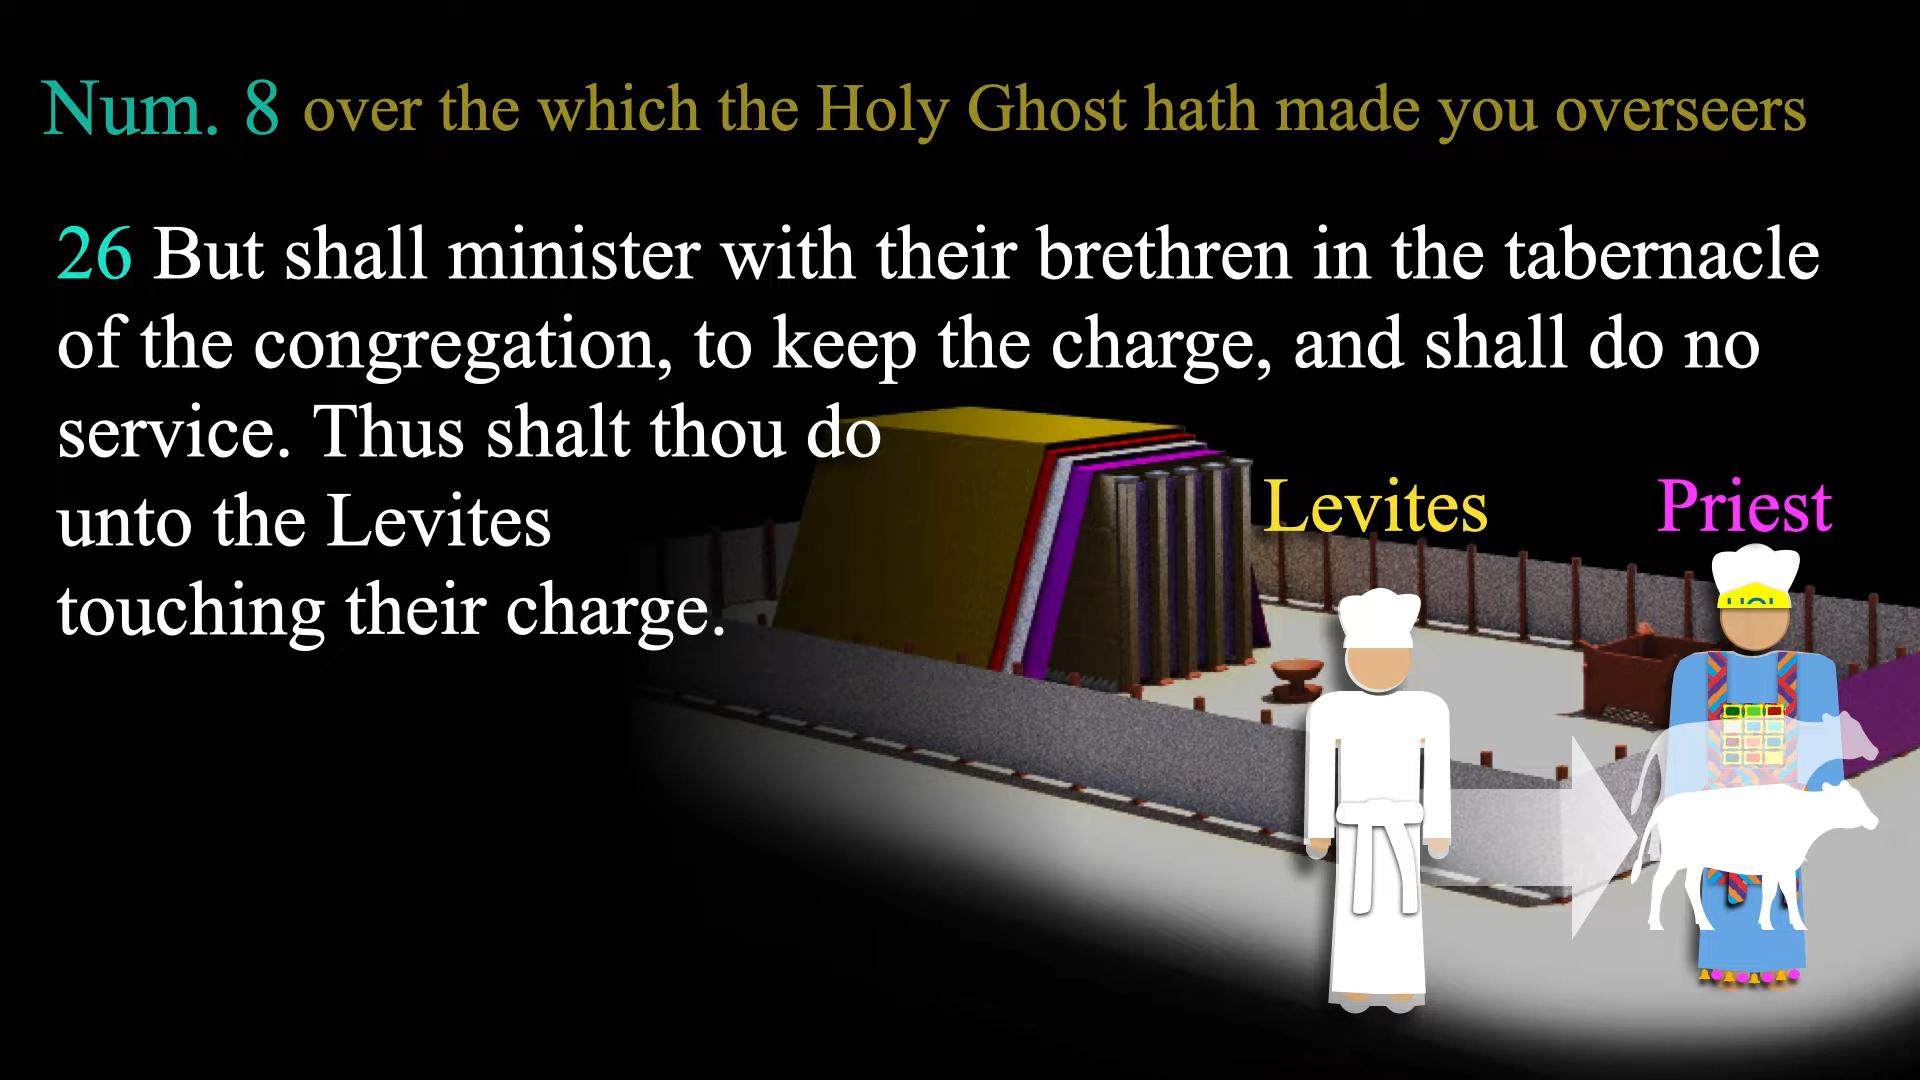 Num. 8 over the which the Holy Ghost hath made you overseers
26 But shall minister with their brethren in the tabernacle
of the congregation, to keep the charge, and shall do no
service. Thus shalt thou do
unto the Levites
touching their charge.
Levites
Priest